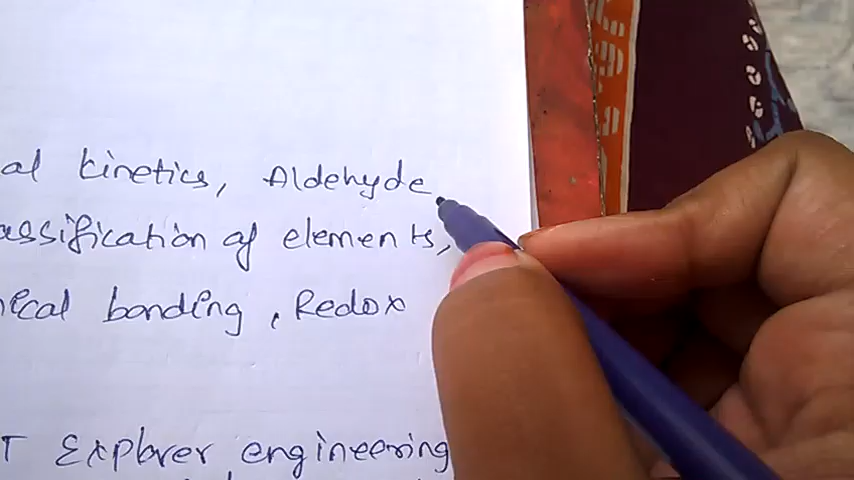 al kinetics, Aldehyde
assification of elements,
ical bonding, Redox
T Explorer engineering